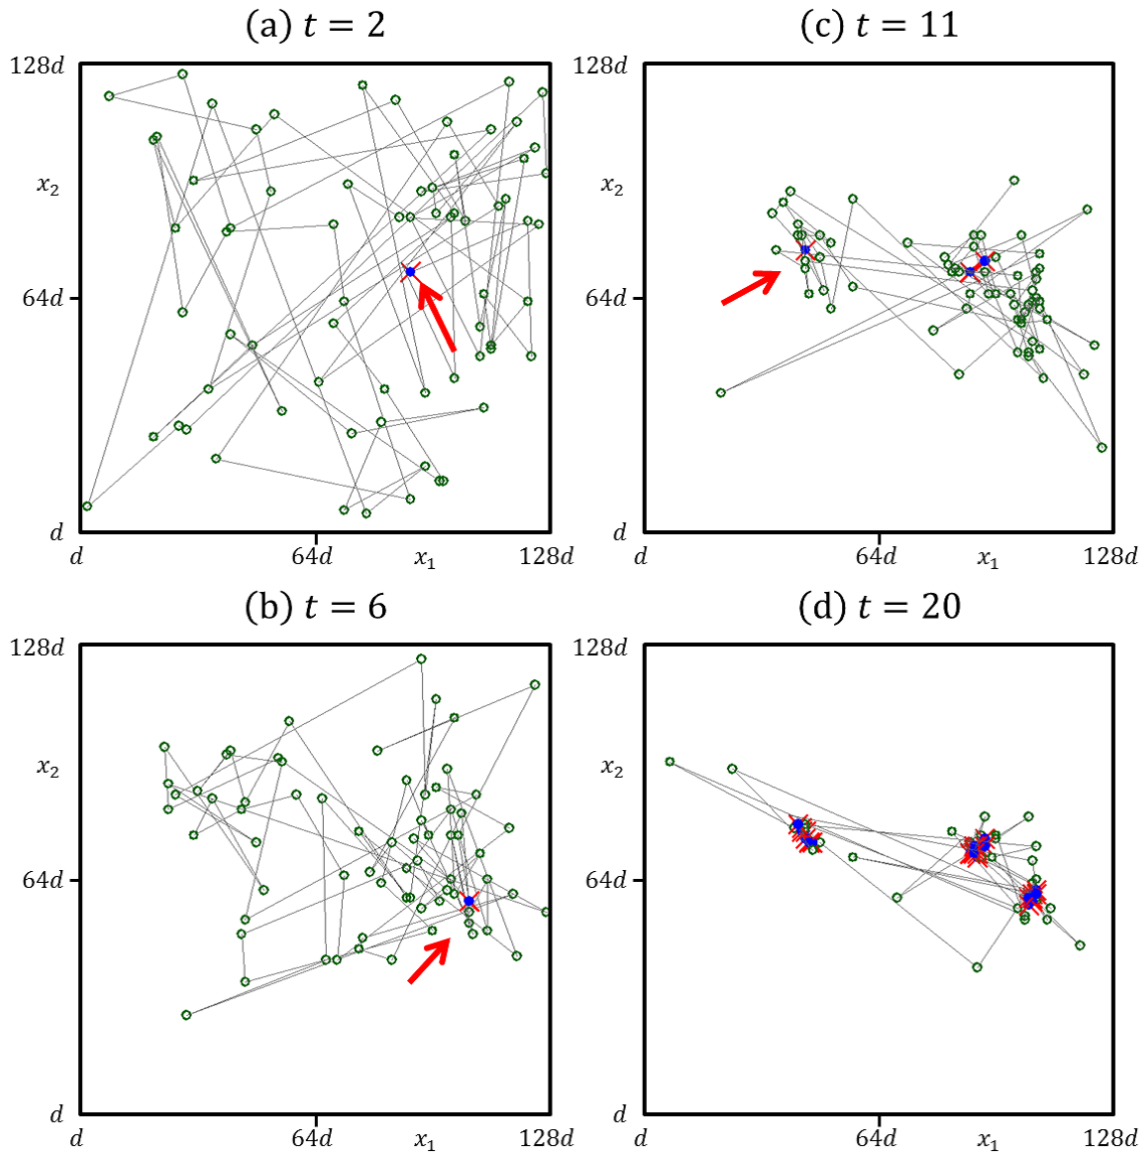 (a) t = 2
128d
x₂
64d
d
d
64d
x₁
128d
(c) t = 11
128d
x₂
64d
d
d
64d
x₁
128d
(b) t = 6
128d
x₂
64d
d
d
64d
x₁
128d
(d) t = 20
128d
x₂
64d
d
d
64d
x₁
128d